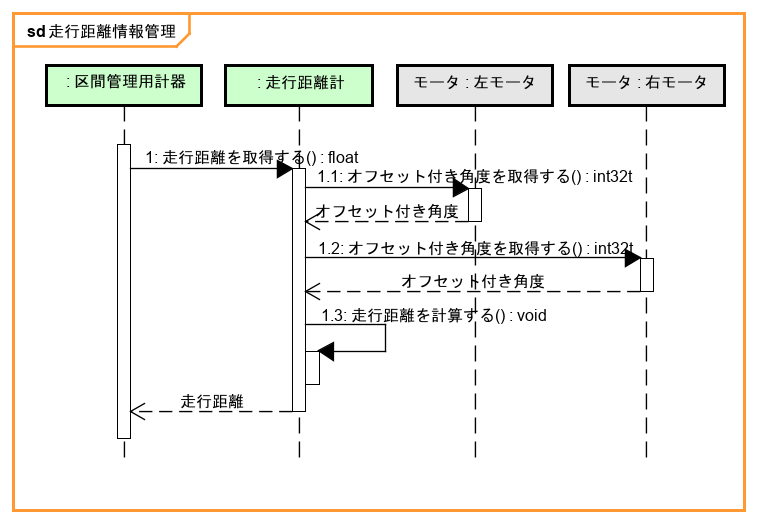 sd 走行距離情報管理
: 区間管理用計器
: 走行距離計
モータ : 左モータ
モータ : 右モータ
1: 走行距離を取得する() : float
1.1: オフセット付き角度を取得する() : int32t
オフセット付き角度
1.2: オフセット付き角度を取得する() : int32t
オフセット付き角度
1.3: 走行距離を計算する() : void
走行距離